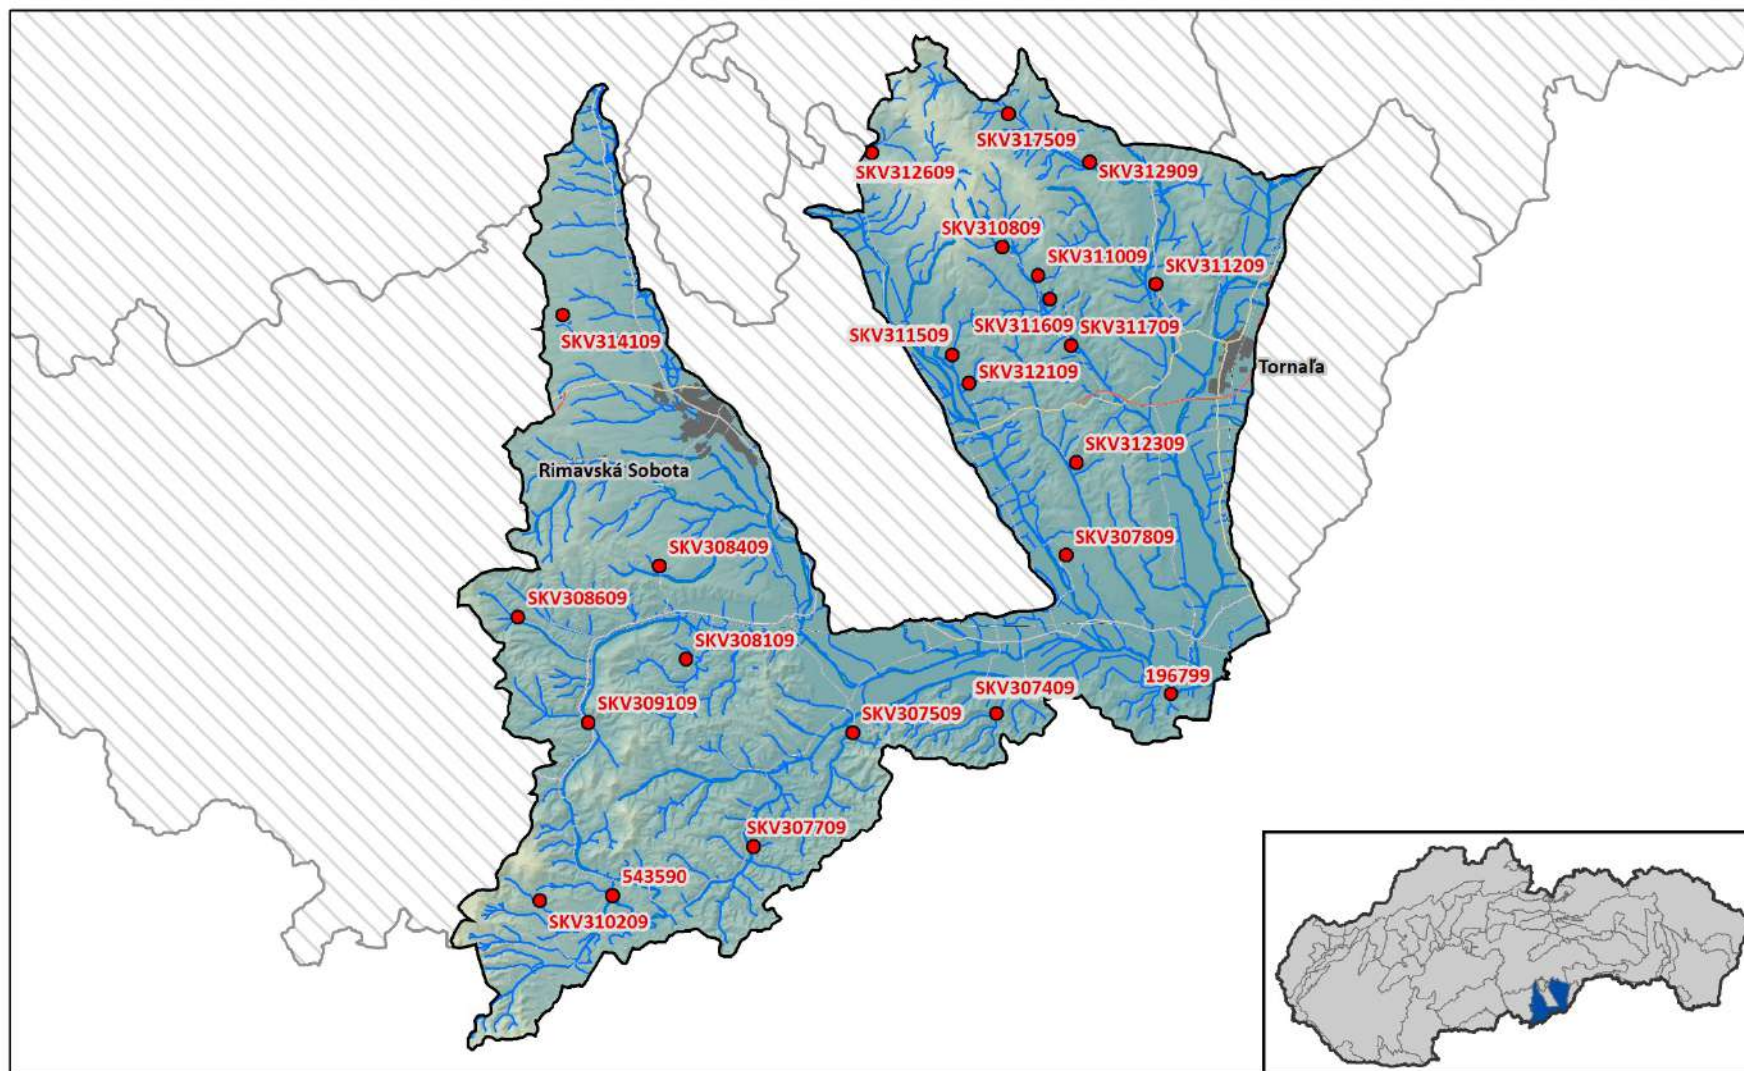 SKV317509
SKV312609
SKV312909
SKV310809
SKV311009
SKV311209
SKV314109
SKV311509
SKV311609
SKV311709
SKV312109
Tornaľa
SKV312309
Rimavská Sobota
SKV308409
SKV307809
SKV308609
SKV308109
196799
SKV307409
SKV309109
SKV307509
SKV307709
543590
SKV310209